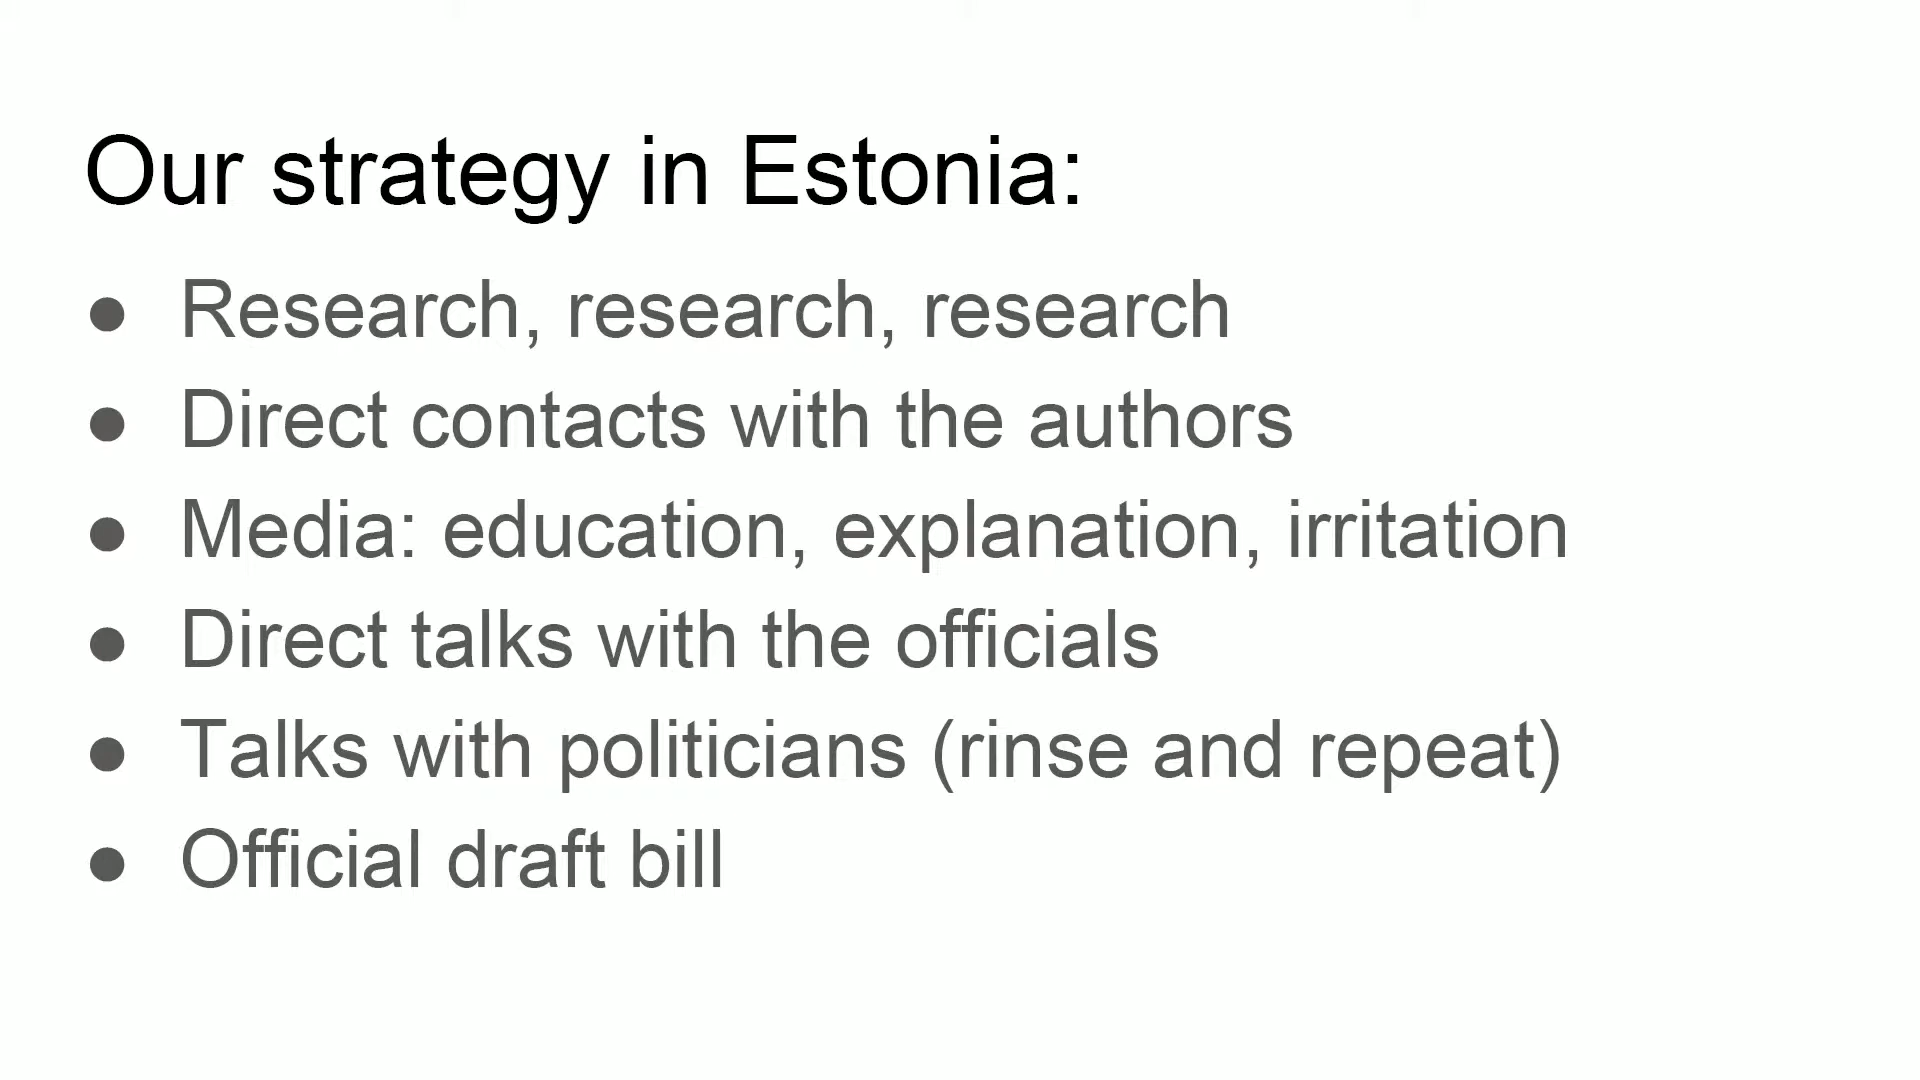 Our strategy in Estonia:
● Research, research, research
● Direct contacts with the authors
● Media: education, explanation, irritation
● Direct talks with the officials
● Talks with politicians (rinse and repeat)
● Official draft bill